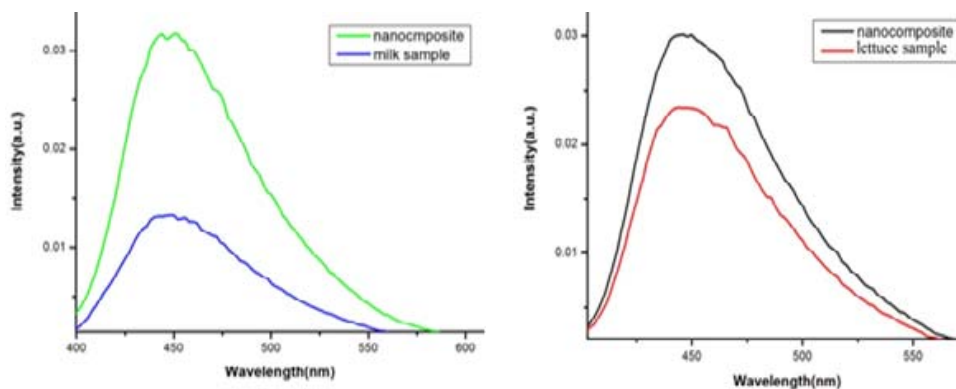 nanocmposite
milk sample
0.03
0.02
0.01
Intensity(a.u.)
400 450 500 550 600
Wavelength(nm)
nanocomposite
lettuce sample
0.03
0.02
0.01
Intensity(a.u.)
450 500 550
Wavelength(nm)